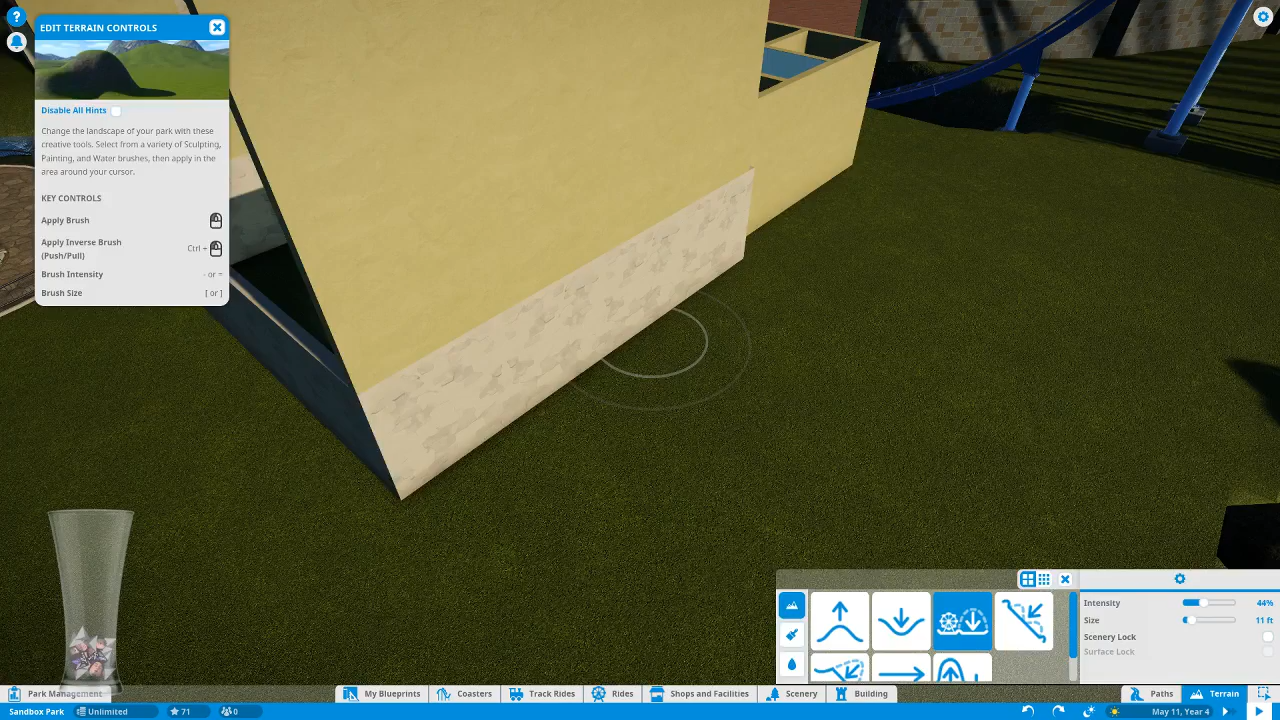 EDIT TERRAIN CONTROLS
Disable All Hints
Change the landscape of your park with these
creative tools. Select from a variety of Sculpting,
Painting, and Water brushes, then apply in the
area around your cursor.
KEY CONTROLS
Apply Brush
Apply Inverse Brush
(Push/Pull)
Ctrl +
Brush Intensity
- or =
Brush Size
[ or ]
Intensity
44%
Size
11 ft
Scenery Lock
Surface Lock
Park Management
My Blueprints
Coasters
Track Rides
Rides
Shops and Facilities
Scenery
Building
Paths
Terrain
Sandbox Park
Unlimited
71
0
May 11, Year 4